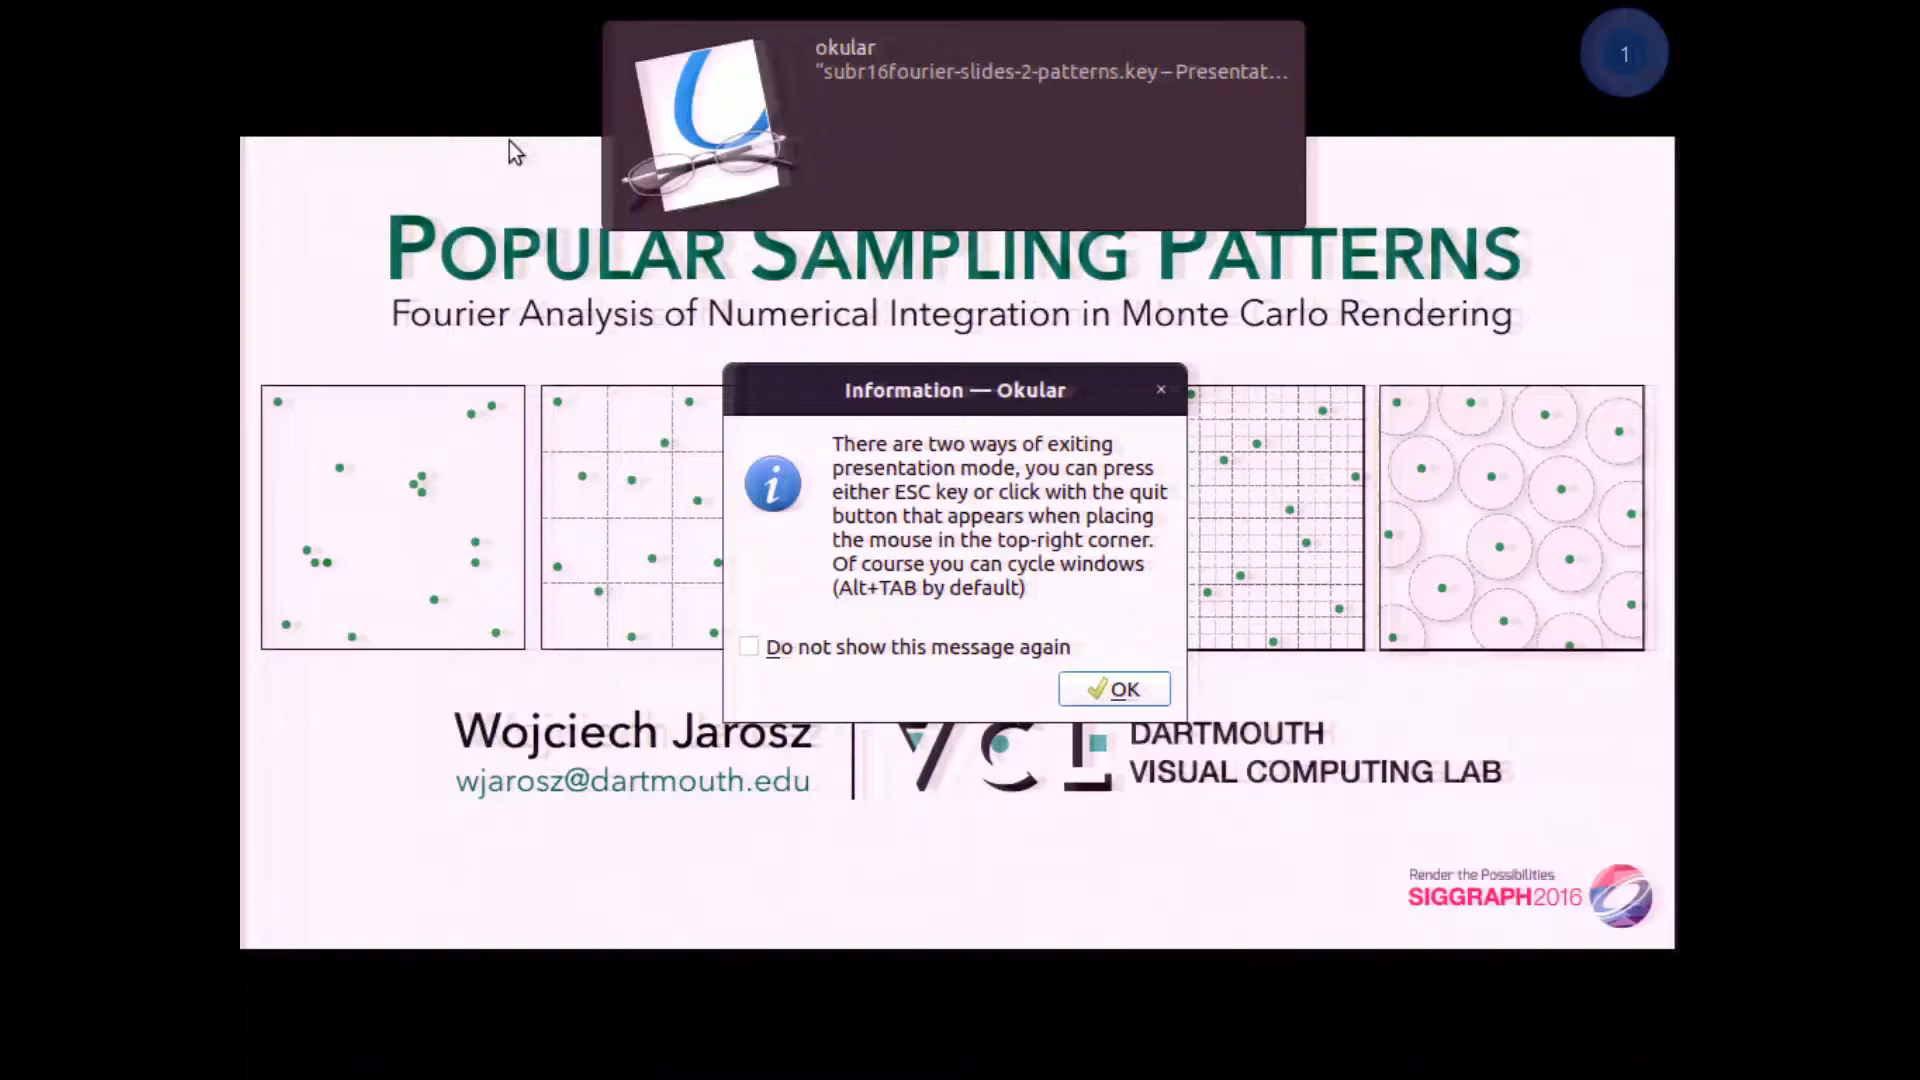 okular
“subr16fourier-slides-2-patterns.key – Presentat...
1
POPULAR SAMPLING PATTERNS
Fourier Analysis of Numerical Integration in Monte Carlo Rendering
Information — Okular
There are two ways of exiting
presentation mode, you can press
either ESC key or click with the quit
button that appears when placing
the mouse in the top-right corner.
Of course you can cycle windows
(Alt+TAB by default)
Do not show this message again
OK
Wojciech Jarosz
wjarosz@dartmouth.edu
VCL
DARTMOUTH
VISUAL COMPUTING LAB
Render the Possibilities
SIGGRAPH2016